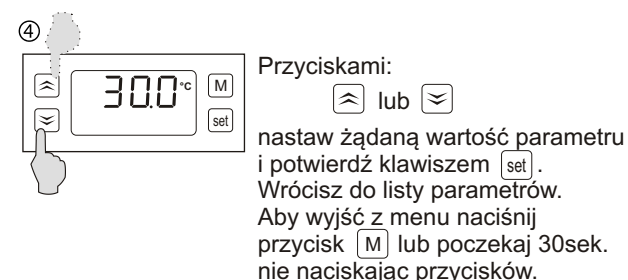 ④
30.0 °C
M
set
Przyciskami:
lub
nastaw żądaną wartość parametru
i potwierdź klawiszem set.
Wrócisz do listy parametrów.
Aby wyjść z menu naciśnij
przycisk M lub poczekaj 30sek.
nie naciskając przycisków.